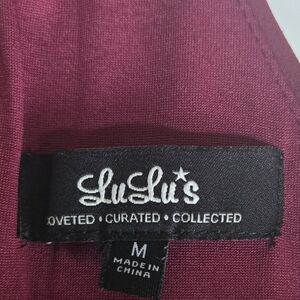 LuLu*s
OVETED • CURATED • COLLECTED
M
MADE IN
CHINA